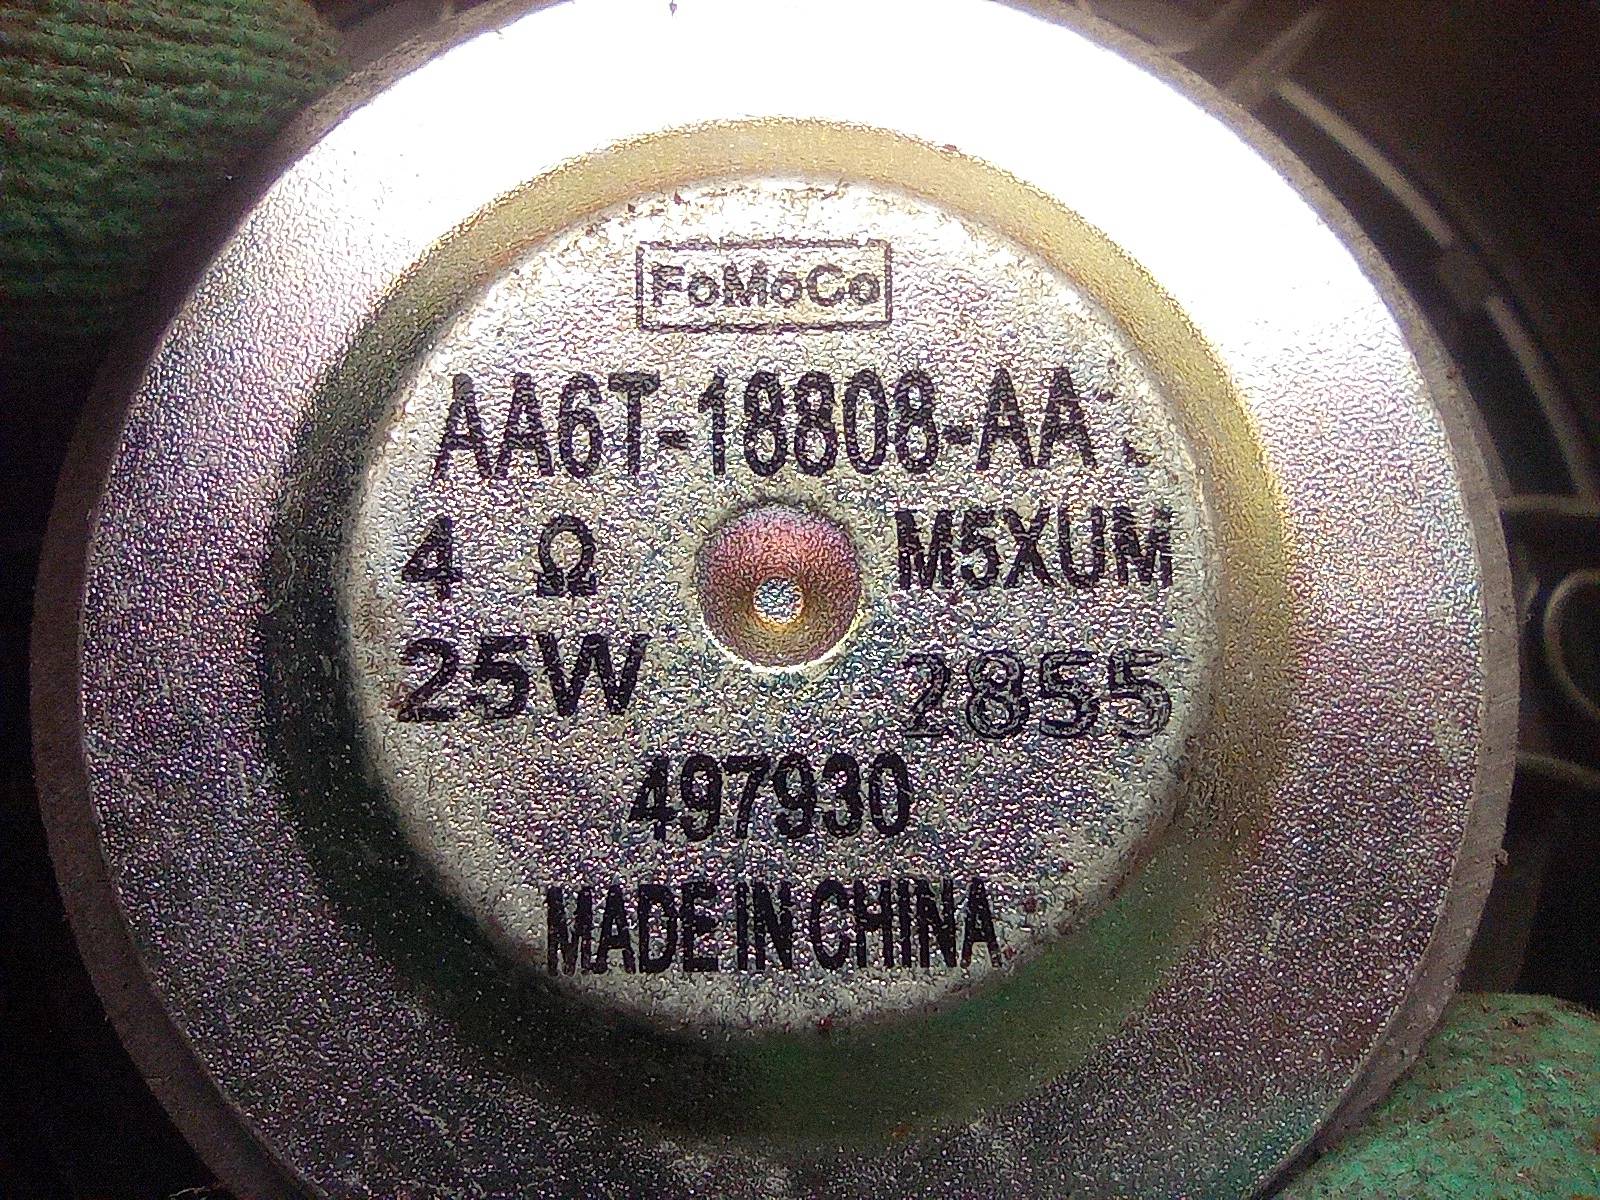 FoMoCo
AA6T-18808-AA
4 Ω M5XUM
25W 2855
497930
MADE IN CHINA